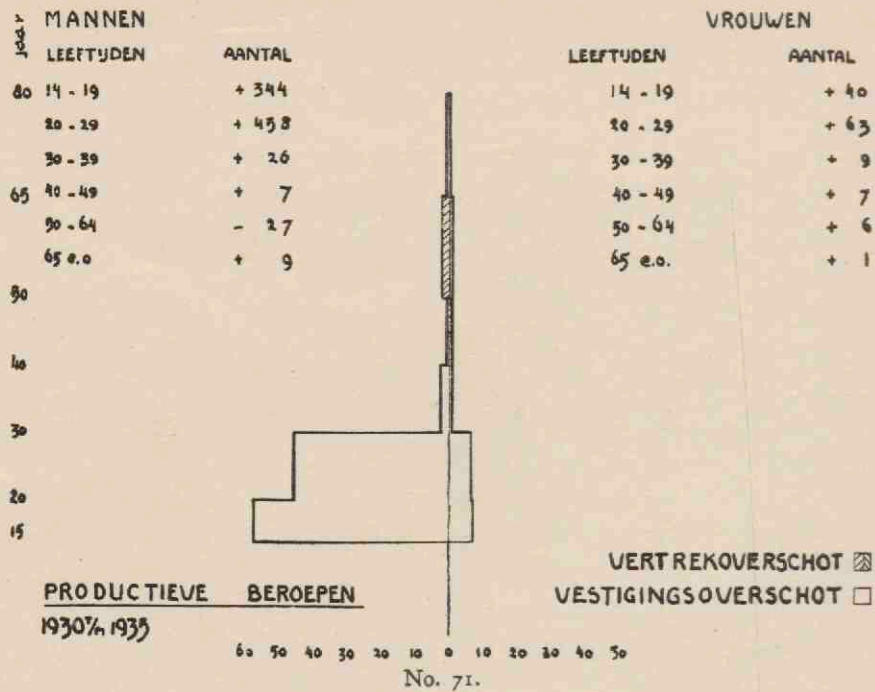 jaar
MANNEN
LEEFTIJDEN AANTAL
14 - 19 + 344
20 - 29 + 458
30 - 39 + 26
40 - 49 + 7
50 - 64 - 27
65 e.o + 9
VROUWEN
LEEFTIJDEN AANTAL
14 - 19 + 40
20 - 29 + 63
30 - 39 + 9
40 - 49 + 7
50 - 64 + 6
65 e.o. + 1
80
65
50
40
30
20
15
VERTREKOVERSCHOT
VESTIGINGSOVERSCHOT
PRODUCTIEVE BEROEPEN
1930 t/m 1935
60 50 40 30 20 10 0 10 20 30 40 50
No. 71.